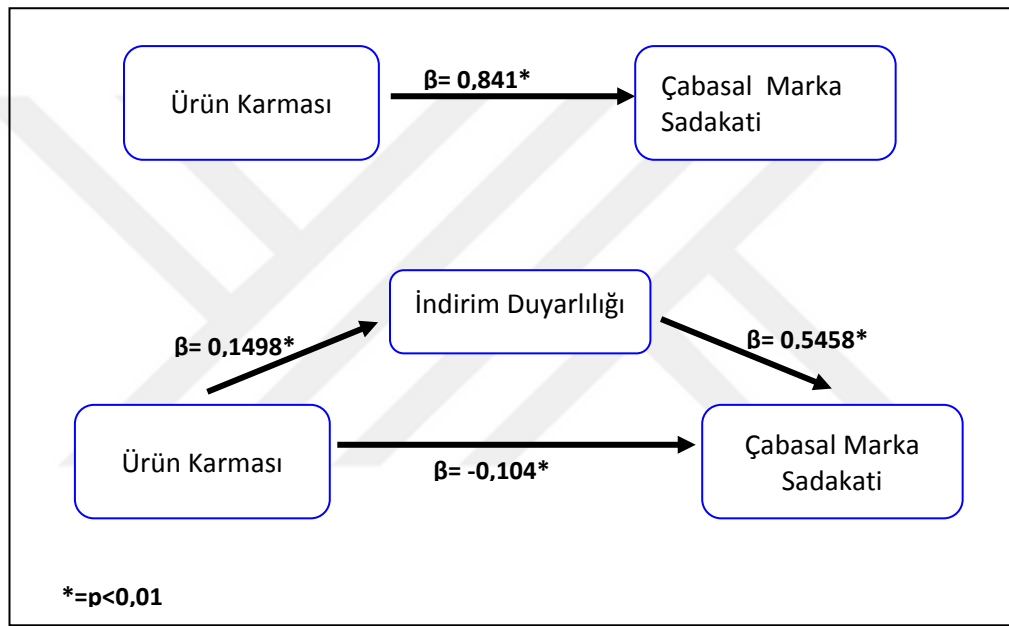 β= 0,841*
Ürün Karması
Çabasal Marka
Sadakati
İndirim Duyarlılığı
β= 0,1498*
β= 0,5458*
Ürün Karması
Çabasal Marka
Sadakati
β= -0,104*
*=p<0,01